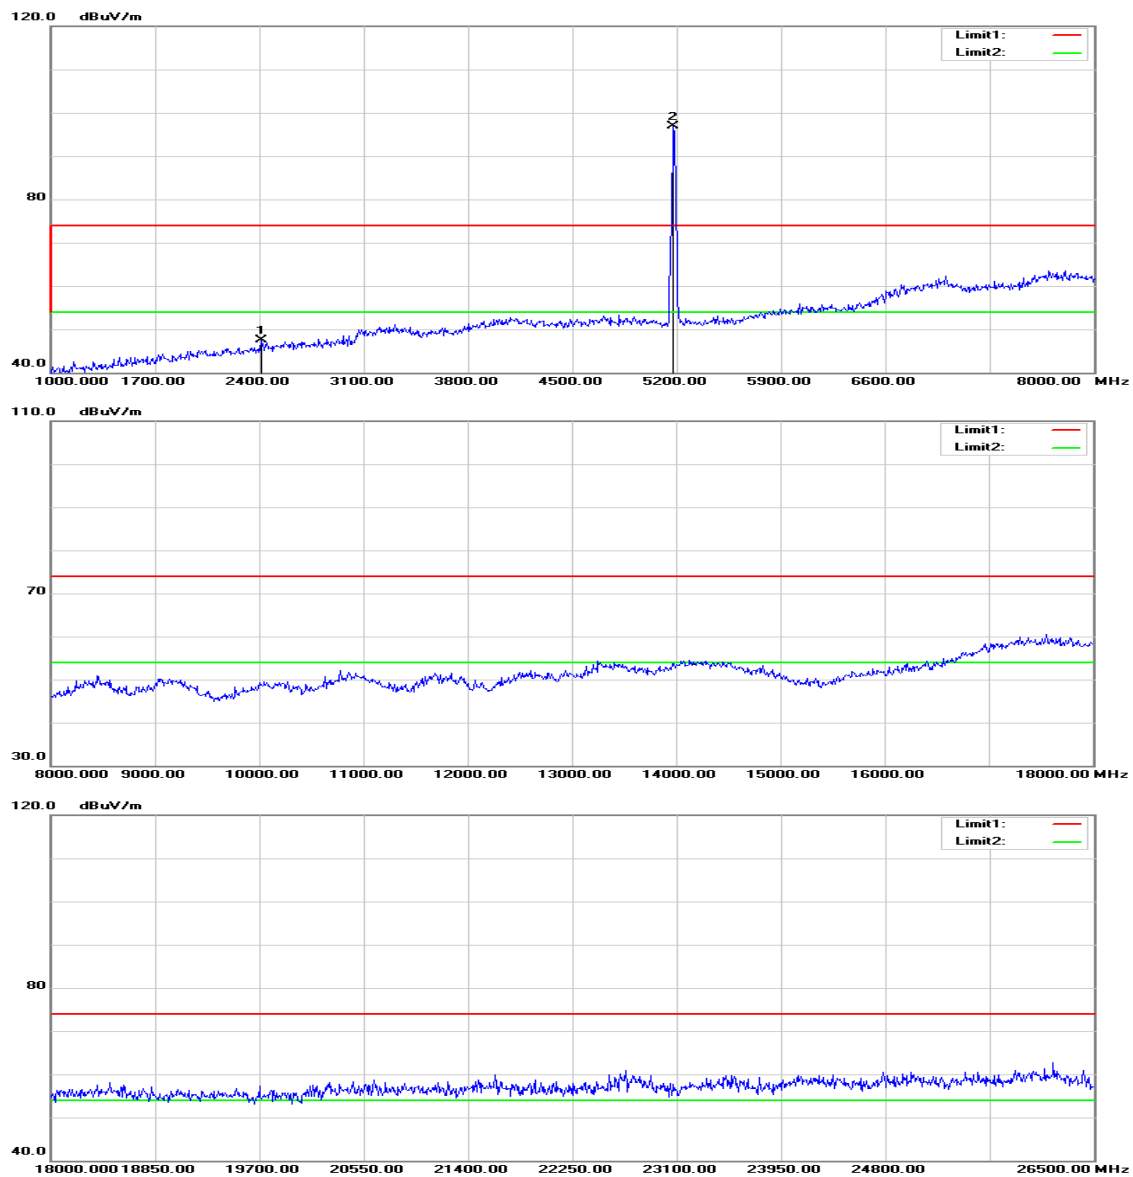 120.0 dBuV/m
Limit1:
Limit2:
2
80
1
40.0
1000.000 1700.00 2400.00 3100.00 3800.00 4500.00 5200.00 5900.00 6600.00 8000.00 MHz
110.0 dBuV/m
Limit1:
Limit2:
70
30.0
8000.000 9000.00 10000.00 11000.00 12000.00 13000.00 14000.00 15000.00 16000.00 18000.00 MHz
120.0 dBuV/m
Limit1:
Limit2:
80
40.0
18000.000 18850.00 19700.00 20550.00 21400.00 22250.00 23100.00 23950.00 24800.00 26500.00 MHz